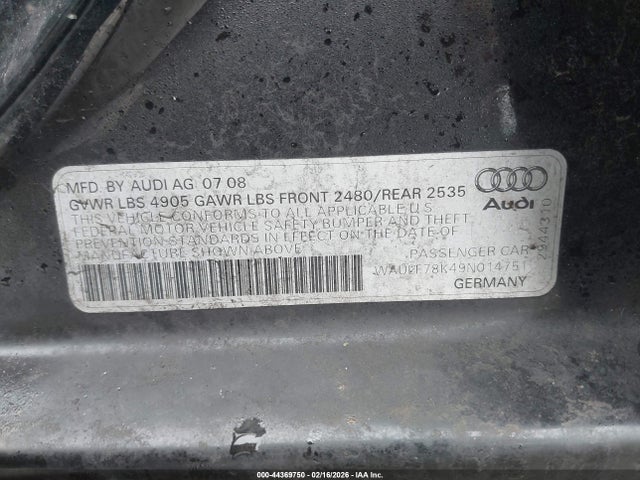 MFD BY AUDI AG 07 08
GVWR LBS 4905 GAWR LBS FRONT 2480/REAR 2535
THIS VEHICLE CONFORMS TO ALL APPLICABLE U.S.
FEDERAL MOTOR VEHICLE SAFETY BUMPER AND THEFT
PREVENTION STANDARDS IN EFFECT ON THE DATE OF
MANUFACTURE SHOWN ABOVE
Audi
PASSENGER CAR
WAULF78K49N014751
GERMANY
2944310
000-44369750 - 02/16/2026 - IAA Inc.